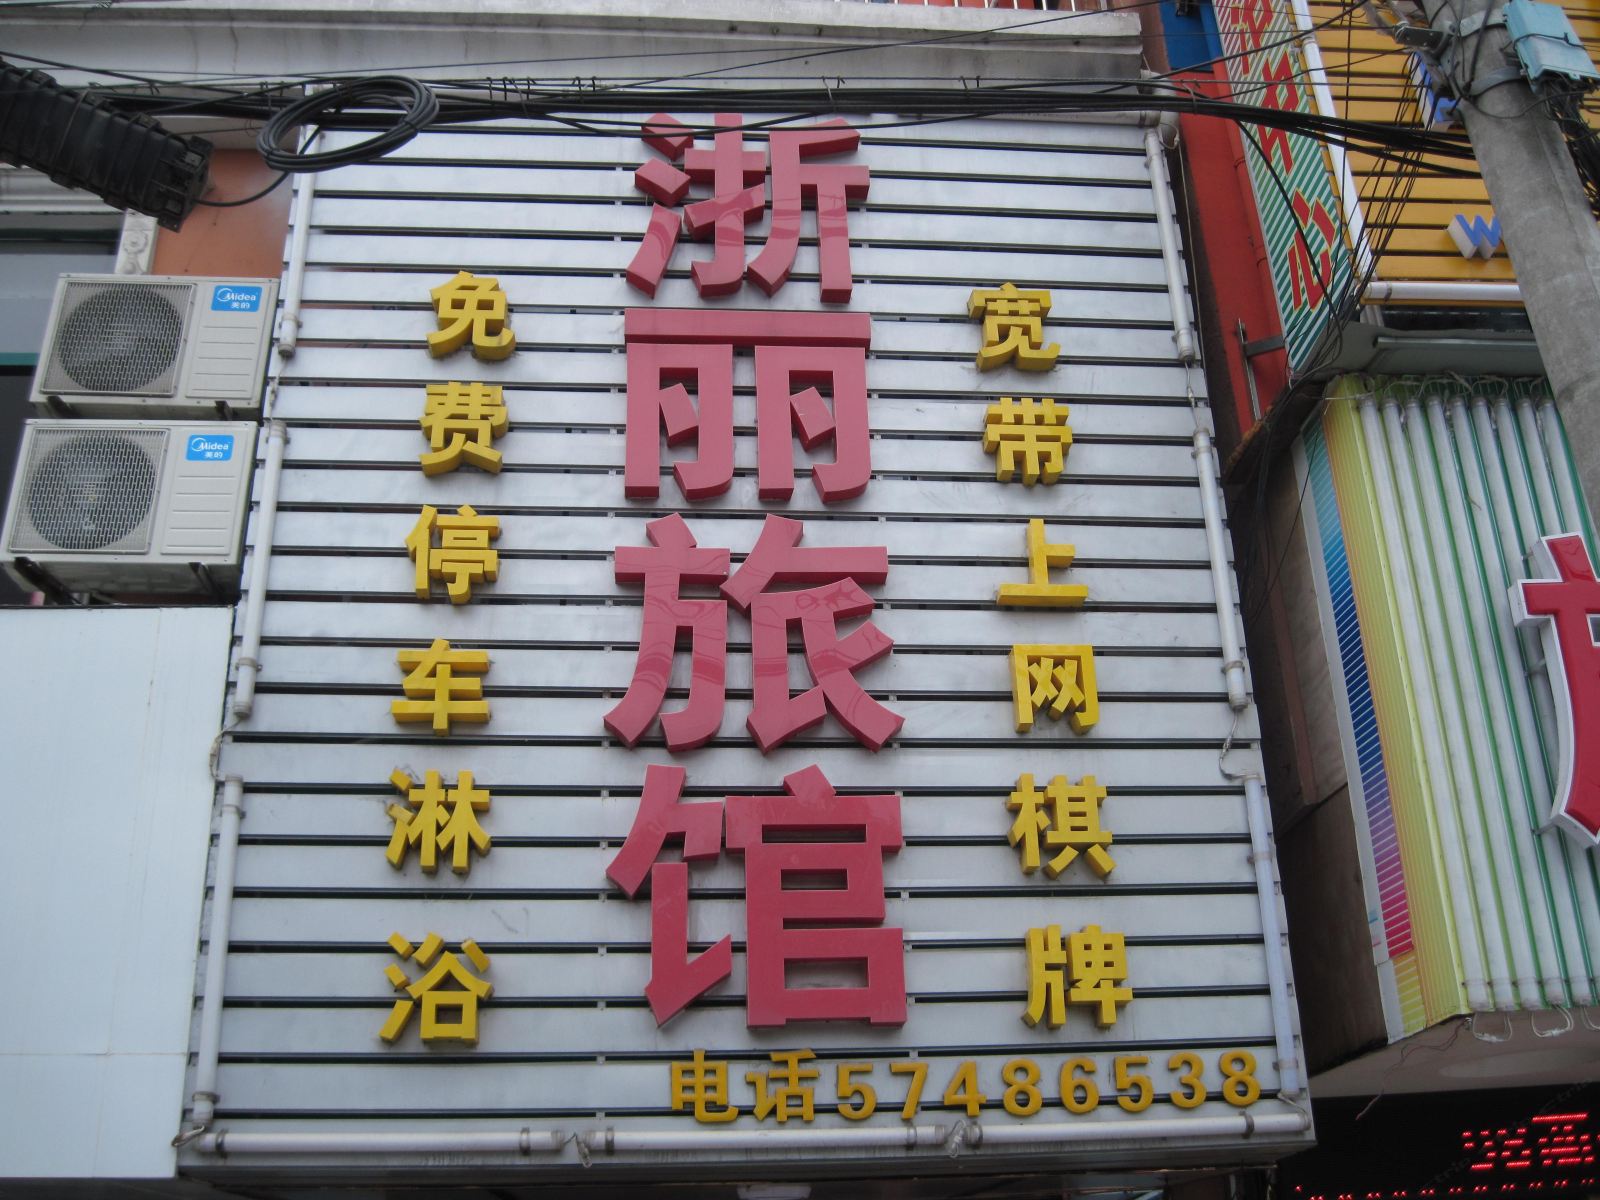 浙丽旅馆
宽带上网棋牌
免费停车淋浴
电话57486538
Midea
美的
Midea
美的
心
W